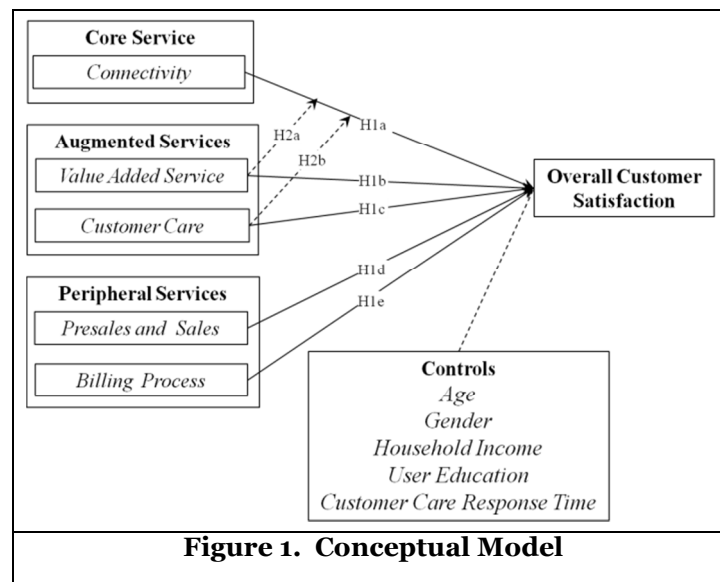 Core Service
Connectivity
Augmented Services
Value Added Service
Customer Care
Peripheral Services
Presales and Sales
Billing Process
H2a
H2b
H1a
H1b
H1c
H1d
H1e
Overall Customer
Satisfaction
Controls
Age
Gender
Household Income
User Education
Customer Care Response Time
Figure 1. Conceptual Model